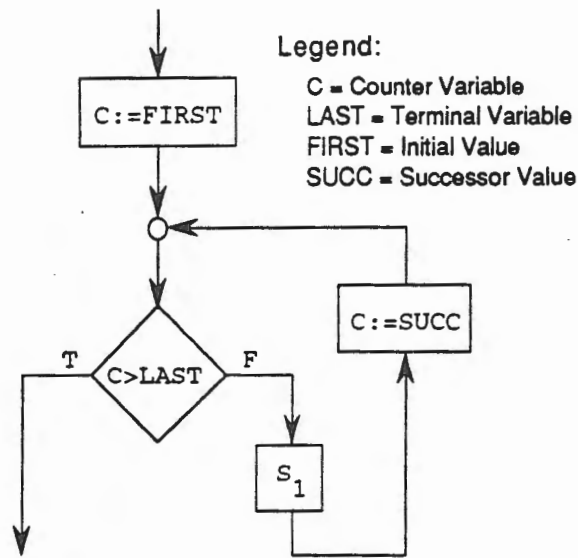 Legend:
C = Counter Variable
LAST = Terminal Variable
FIRST = Initial Value
SUCC = Successor Value
C:=FIRST
C:=SUCC
T
C>LAST
F
S1